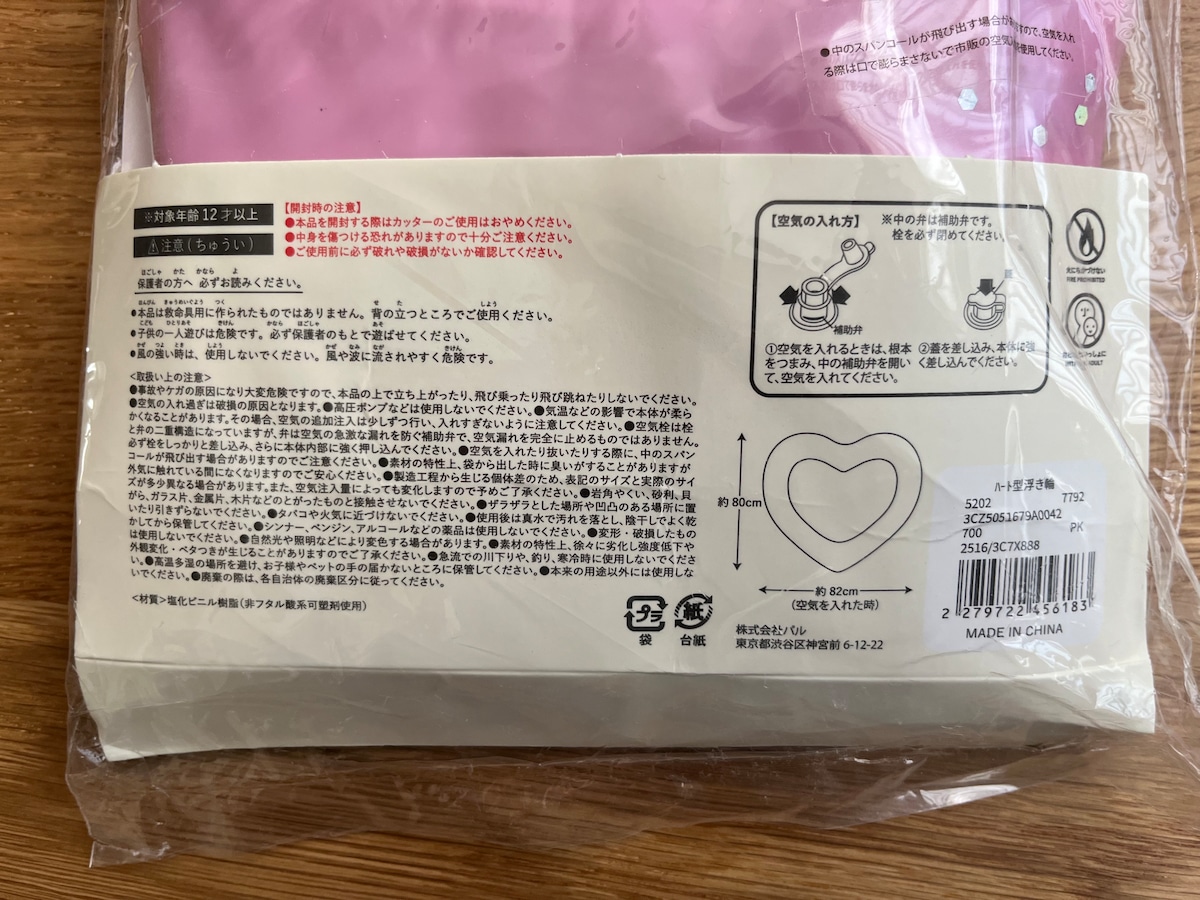 ●中のスパンコールが飛び出す場合が
すので、空気を入れ
る際は口で膨らまさないで市販の空気
使用してください。
※対象年齢12才以上
⚠注意(ちゅうい)
【開封時の注意】
●本品を開封する際はカッターのご使用はおやめください。
●中身を傷つける恐れがありますので十分ご注意ください。
●ご使用前に必ず破れや破損がないか確認してください。
保護者の方へ 必ずお読みください。
●本品は救命具用に作られたものではありません。背の立つところでご使用ください。
●子供の一人遊びは危険です。必ず保護者のもとで遊ばせてください。
●風の強い時は、使用しないでください。風や波に流されやすく危険です。
<取扱い上の注意>
●事故やケガの原因になり大変危険ですので、本品の上で立ち上がったり、飛び乗ったり飛び跳ねたりしないでください。
●空気の入れ過ぎは破損の原因となります。●高圧ポンプなどは使用しないでください。●気温などの影響で本体が柔ら
かくなることがあります。その場合、空気の追加注入は少しずつ行い、入れすぎないように注意してください。●空気栓は栓
と弁の二重構造になっていますが、弁は空気の急激な漏れを防ぐ補助弁で、空気漏れを完全に止めるものではありません。
必ず栓をしっかりと差し込み、さらに本体内部に強く押し込んでください。●空気を入れたり抜いたりする際に、中のスパン
コールが飛び出す場合がありますのでご注意ください。●素材の特性上、袋から出した時に臭いがすることがありますが
外気に触れている間になくなりますのでご安心ください。●製造工程から生じる個体差のため、表記のサイズと実際のサイ
ズが多少異なる場合があります。また、空気注入量によっても変化しますので予めご了承ください。●岩角やくい、砂利、貝
がら、ガラス片、金属片、木片などのとがったものと接触させないでください。●ザラザラとした場所や凹凸のある場所に置
いたり引きずらないでください。●タバコや火気に近づけないでください。●使用後は真水で汚れを落とし、陰干しでよく乾
かしてから保管してください。●シンナー、ベンジン、アルコールなどの薬品は使用しないでください。●変形・破損したもの
は使用しないでください。●自然光や照明などにより変色する場合があります。●素材の特性上、徐々に劣化し強度低下や
外観変化・ベタつきが生じることがありますのでご了承ください。●急流での川下りや、釣り、寒冷時に使用しないでくださ
い。●高温多湿の場所を避け、お子様やペットの手の届かないところに保管してください。●本来の用途以外には使用しな
いでください。●廃棄の際は、各自治体の廃棄区分に従ってください。
<材質>塩化ビニル樹脂(非フタル酸系可塑剤使用)
【空気の入れ方】
※中の弁は補助弁です。
栓を必ず閉めてください。
補助弁
①空気を入れるときは、根本
をつまみ、中の補助弁を開い
て、空気を入れてください。
②蓋を差し込み、本体に強
く差し込んでください。
火にちかづけない
FIRE PROHIBITED
約80cm
約82cm
(空気を入れた時)
プラ
袋
紙
台紙
株式会社パル
東京都渋谷区神宮前6-12-22
ハート型浮き輪
5202 7792
3CZ5051679A0042
700 PK
2516/3C7X888
2 279722 456183
MADE IN CHINA